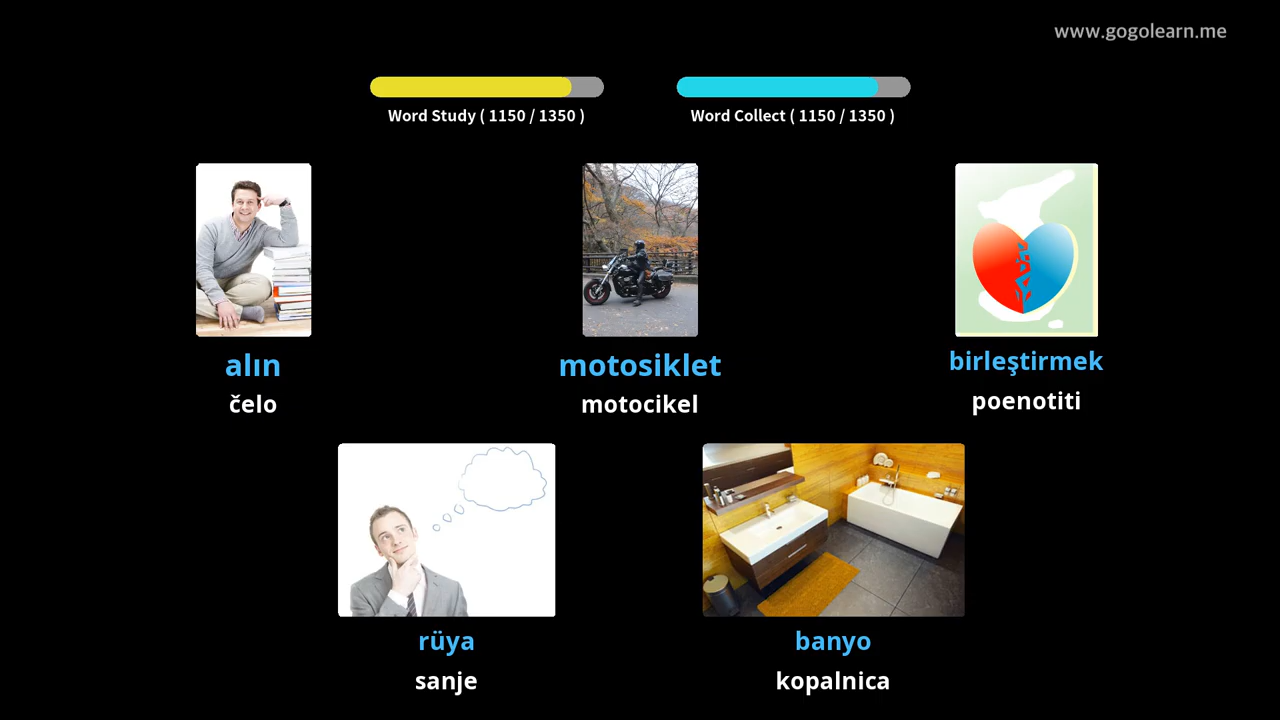 www.gogolearn.me
Word Study ( 1150 / 1350 )
Word Collect ( 1150 / 1350 )
alın
čelo
motosiklet
motocikel
birleştirmek
poenotiti
rüya
sanje
banyo
kopalnica